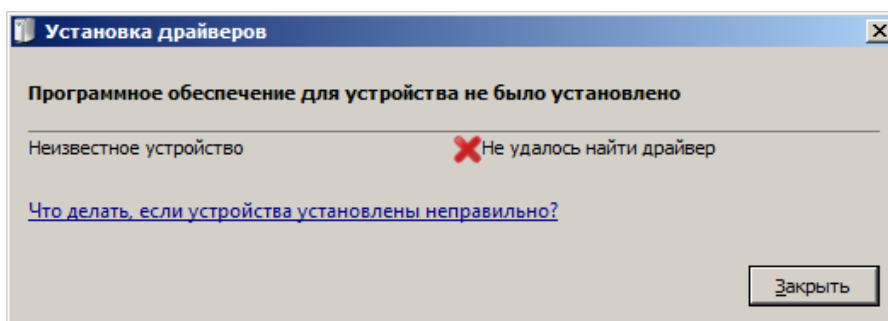 Установка драйверов
Программное обеспечение для устройства не было установлено
Неизвестное устройство Не удалось найти драйвер
Что делать, если устройства установлены неправильно?
Закрыть